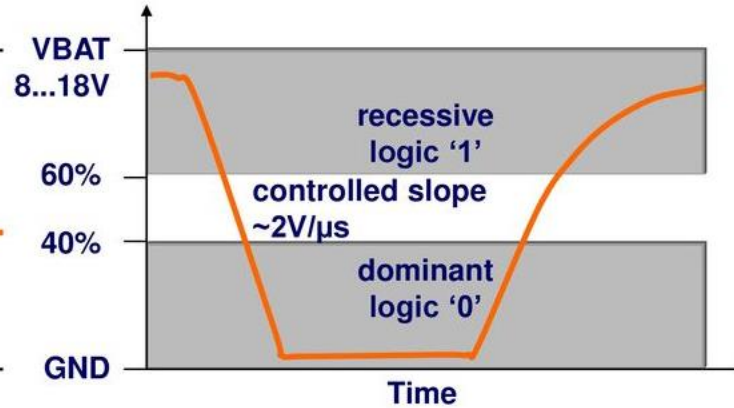 VBAT
8...18V
recessive
logic ‘1’
60%
controlled slope
~2V/µs
40%
dominant
logic ‘0’
GND
Time